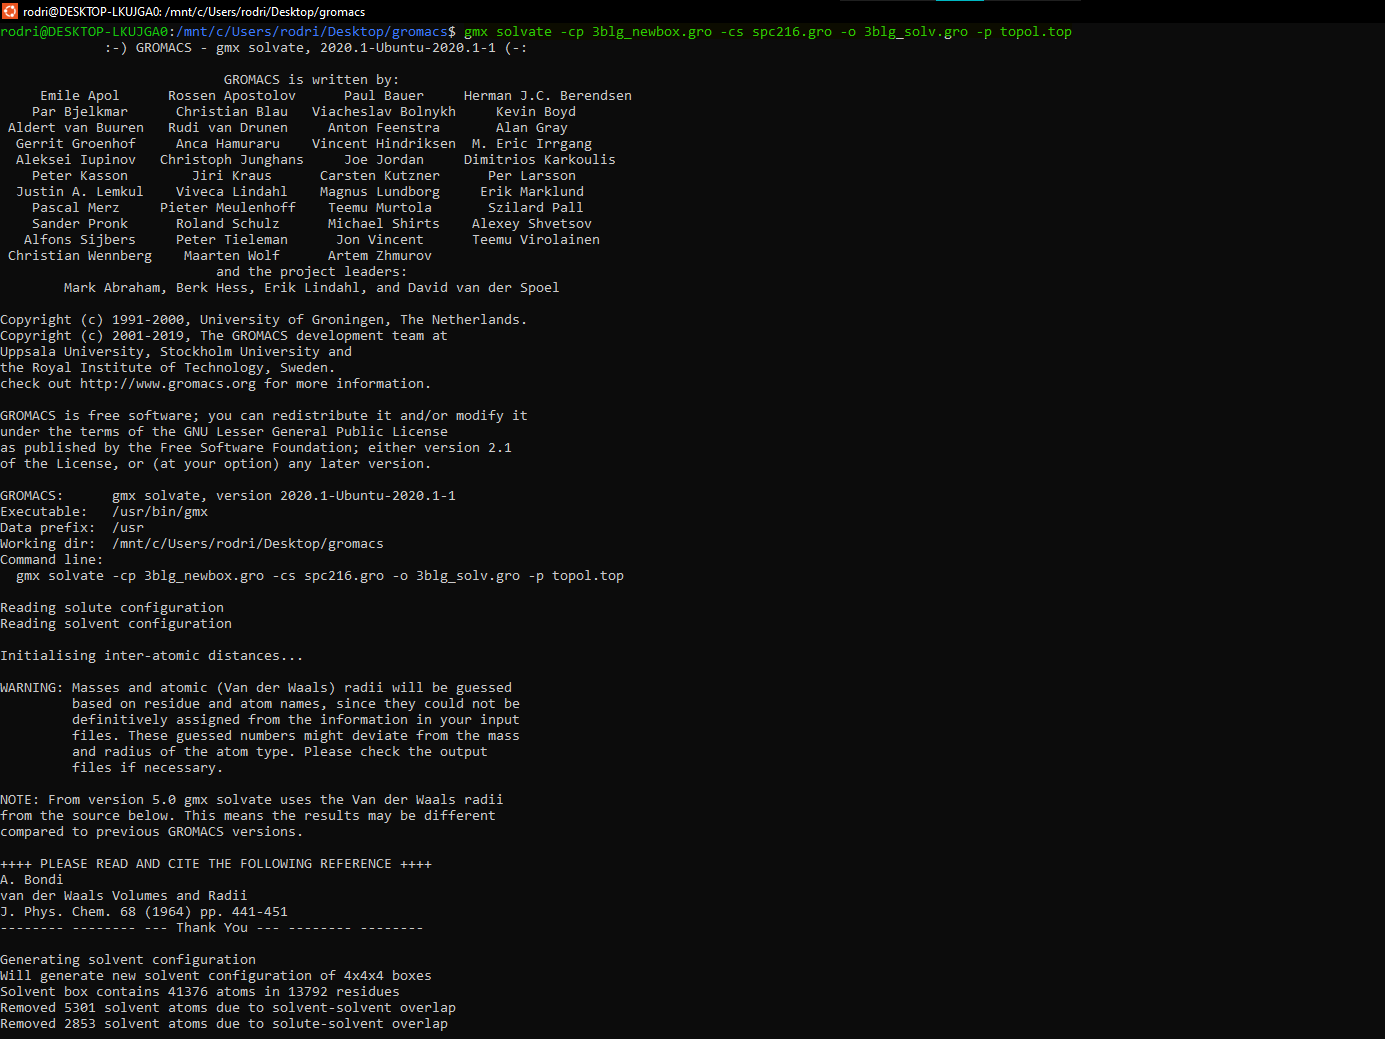 rodri@DESKTOP-LKUJGA0: /mnt/c/Users/rodri/Desktop/gromacs
rodri@DESKTOP-LKUJGA0:/mnt/c/Users/rodri/Desktop/gromacs$ gmx solvate -cp 3blg_newbox.gro -cs spc216.gro -o 3blg_solv.gro -p topol.top
:-) GROMACS - gmx solvate, 2020.1-Ubuntu-2020.1-1 (-:
GROMACS is written by:
Emile Apol Rossen Apostolov Paul Bauer Herman J.C. Berendsen
Par Bjelkmar Christian Blau Viacheslav Bolnykh Kevin Boyd
Aldert van Buuren Rudi van Drunen Anton Feenstra Alan Gray
Gerrit Groenhof Anca Hamuraru Vincent Hindriksen M. Eric Irrgang
Aleksei Iupinov Christoph Junghans Joe Jordan Dimitrios Karkoulis
Peter Kasson Jiri Kraus Carsten Kutzner Per Larsson
Justin A. Lemkul Viveca Lindahl Magnus Lundborg Erik Marklund
Pascal Merz Pieter Meulenhoff Teemu Murtola Szilard Pall
Sander Pronk Roland Schulz Michael Shirts Alexey Shvetsov
Alfons Sijbers Peter Tieleman Jon Vincent Teemu Virolainen
Christian Wennberg Maarten Wolf Artem Zhmurov
and the project leaders:
Mark Abraham, Berk Hess, Erik Lindahl, and David van der Spoel
Copyright (c) 1991-2000, University of Groningen, The Netherlands.
Copyright (c) 2001-2019, The GROMACS development team at
Uppsala University, Stockholm University and
the Royal Institute of Technology, Sweden.
check out http://www.gromacs.org for more information.
GROMACS is free software; you can redistribute it and/or modify it
under the terms of the GNU Lesser General Public License
as published by the Free Software Foundation; either version 2.1
of the License, or (at your option) any later version.
GROMACS: gmx solvate, version 2020.1-Ubuntu-2020.1-1
Executable: /usr/bin/gmx
Data prefix: /usr
Working dir: /mnt/c/Users/rodri/Desktop/gromacs
Command line:
gmx solvate -cp 3blg_newbox.gro -cs spc216.gro -o 3blg_solv.gro -p topol.top
Reading solute configuration
Reading solvent configuration
Initialising inter-atomic distances...
WARNING: Masses and atomic (Van der Waals) radii will be guessed
based on residue and atom names, since they could not be
definitively assigned from the information in your input
files. These guessed numbers might deviate from the mass
and radius of the atom type. Please check the output
files if necessary.
NOTE: From version 5.0 gmx solvate uses the Van der Waals radii
from the source below. This means the results may be different
compared to previous GROMACS versions.
++++ PLEASE READ AND CITE THE FOLLOWING REFERENCE ++++
A. Bondi
van der Waals Volumes and Radii
J. Phys. Chem. 68 (1964) pp. 441-451
-------- -------- --- Thank You --- -------- --------
Generating solvent configuration
Will generate new solvent configuration of 4x4x4 boxes
Solvent box contains 41376 atoms in 13792 residues
Removed 5301 solvent atoms due to solvent-solvent overlap
Removed 2853 solvent atoms due to solute-solvent overlap